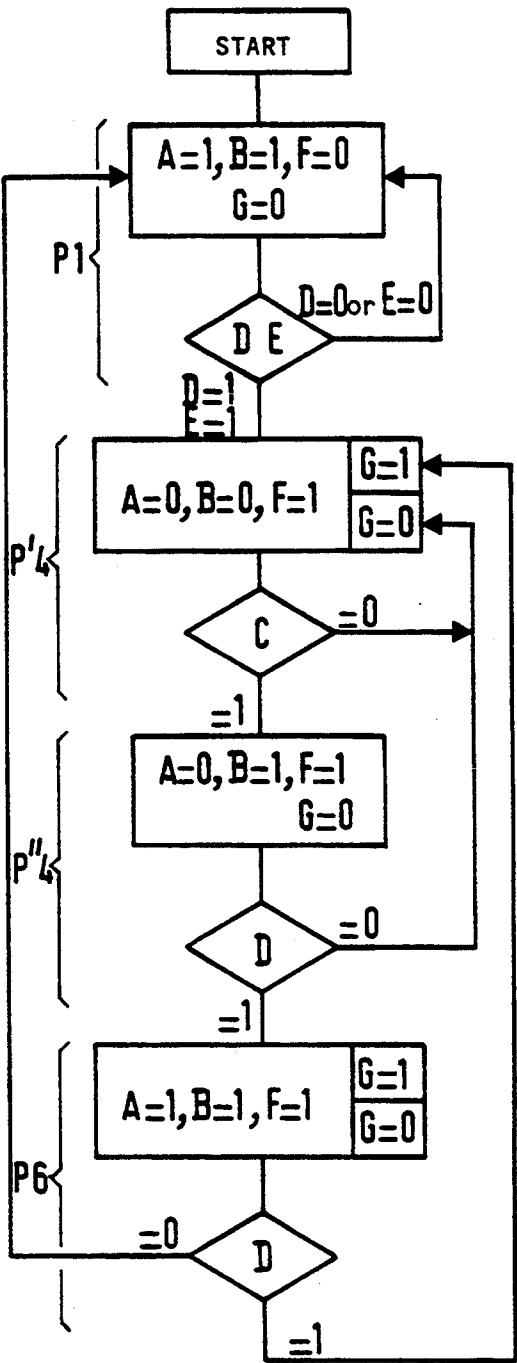 START
A=1, B=1, F=0
G=0
P1
D=0 or E=0
D E
D=1
E=1
G=1
A=0, B=0, F=1
G=0
P'4
C
=0
=1
A=0, B=1, F=1
G=0
P"4
=0
D
=1
G=1
A=1, B=1, F=1
G=0
P6
=0
D
=1